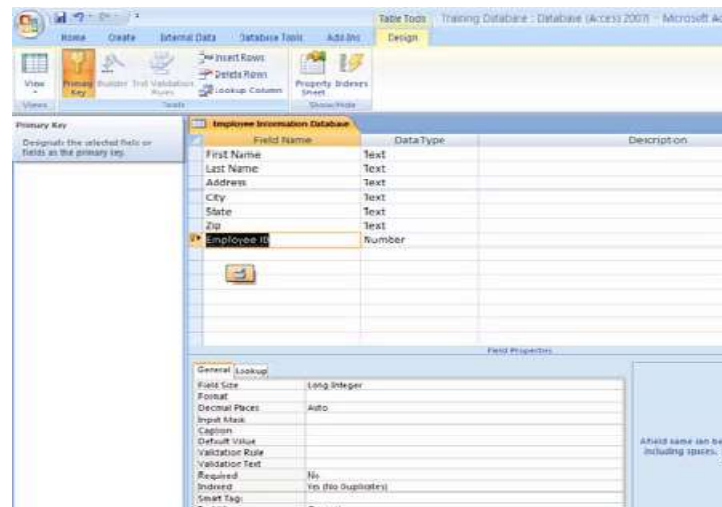 Table Tools Training Database : Database (Access 2007) - Microsoft Ac
Home Create External Data Database Tools Add-Ins Design
View Primary Key Builder Test Validation Rules Insert Rows Delete Rows Lookup Column Property Sheet Indexes
Views Tools Show/Hide
Primary Key
Designate the selected field or
fields as the primary key.
Employee Information Database
Field Name Data Type Description
First Name Text
Last Name Text
Address Text
City Text
State Text
Zip Text
Employee ID Number
Field Properties
General Lookup
Field Size Long Integer
Format
Decimal Places Auto
Input Mask
Caption
Default Value
Validation Rule
Validation Text
Required No
Indexed Yes (No Duplicates)
Smart Tags
A field name can be
including spaces.